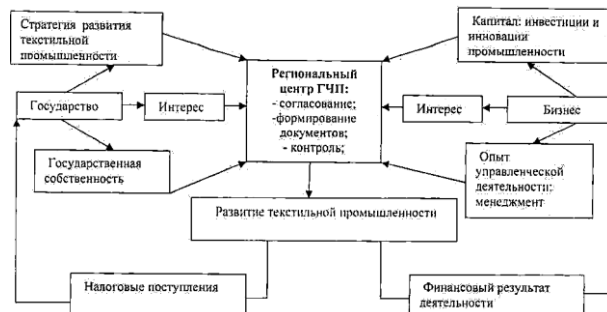 Стратегия развития
текстильной
промышленности
Капитал: инвестиции и
инновации
промышленности
Региональный
центр ГЧП:
- согласование;
-формирование
документов;
- контроль;
Государство
Интерес
Интерес
Бизнес
Государственная
собственность
Опыт
управленческой
деятельности:
менеджмент
Развитие текстильной промышленности
Налоговые поступления
Финансовый результат
деятельности